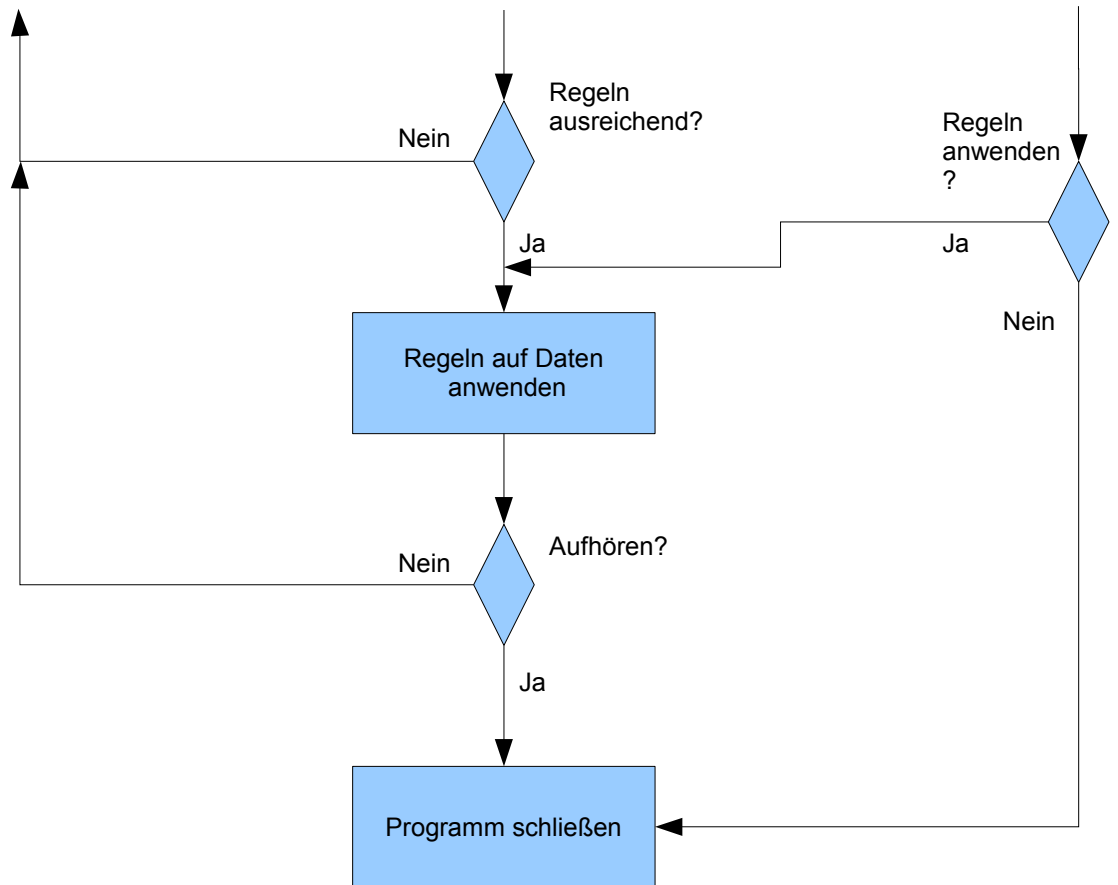 Regeln
ausreichend?
Nein
Regeln
anwenden
?
Ja
Ja
Nein
Regeln auf Daten
anwenden
Aufhören?
Nein
Ja
Programm schließen